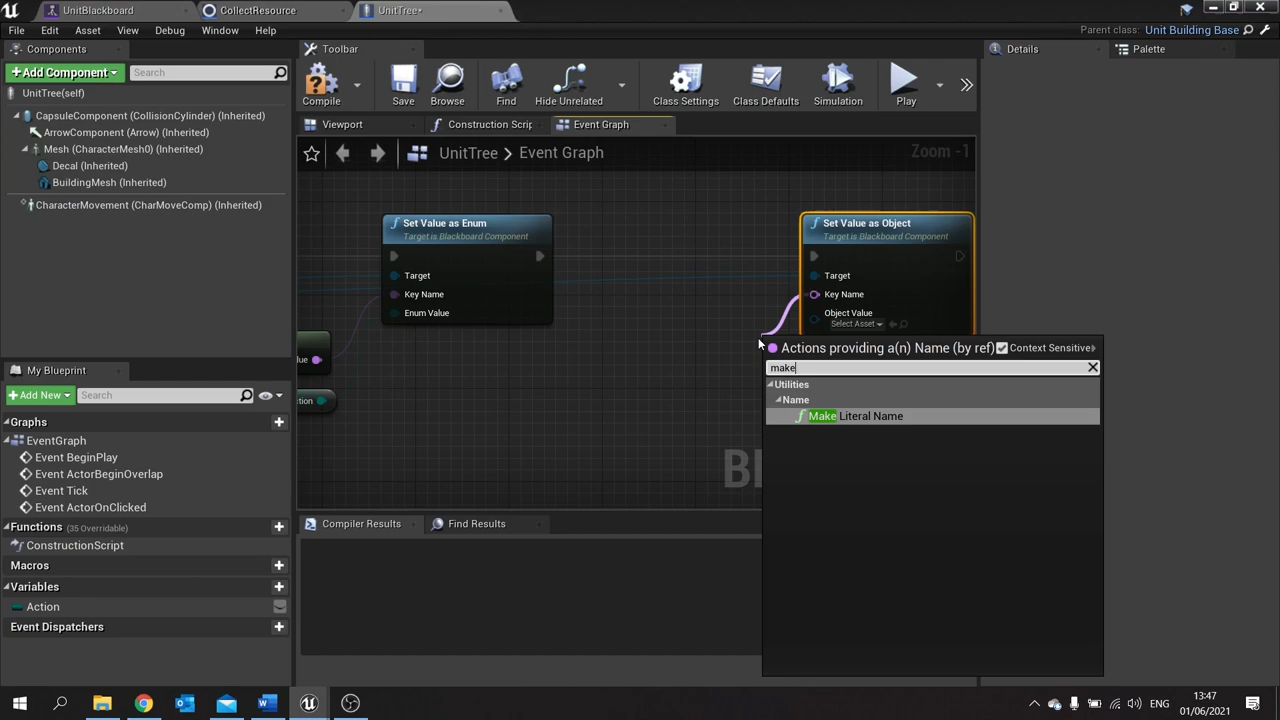 UnitBlackboard
CollectResource
UnitTree•
File Edit Asset View Debug Window Help
Parent class: Unit Building Base
Components
Add Component
Search
UnitTree(self)
CapsuleComponent (CollisionCylinder) (Inherited)
ArrowComponent (Arrow) (Inherited)
Mesh (CharacterMesh0) (Inherited)
Decal (Inherited)
BuildingMesh (Inherited)
CharacterMovement (CharMoveComp) (Inherited)
Toolbar
Compile Save Browse Find Hide Unrelated Class Settings Class Defaults Simulation Play
Viewport Construction Scrip Event Graph
UnitTree > Event Graph
Zoom -1
Set Value as Enum
Target is Blackboard Component
Target
Key Name
Enum Value
lue
ction
Set Value as Object
Target is Blackboard Component
Target
Key Name
Object Value
Select Asset
BL
Actions providing a(n) Name (by ref)
Context Sensitive
make
Utilities
Name
Make Literal Name
My Blueprint
Add New
Search
Graphs
EventGraph
Event BeginPlay
Event ActorBeginOverlap
Event Tick
Event ActorOnClicked
Functions (35 Overridable)
ConstructionScript
Macros
Variables
Action
Event Dispatchers
Compiler Results Find Results
Details
Palette
ENG
13:47
01/06/2021